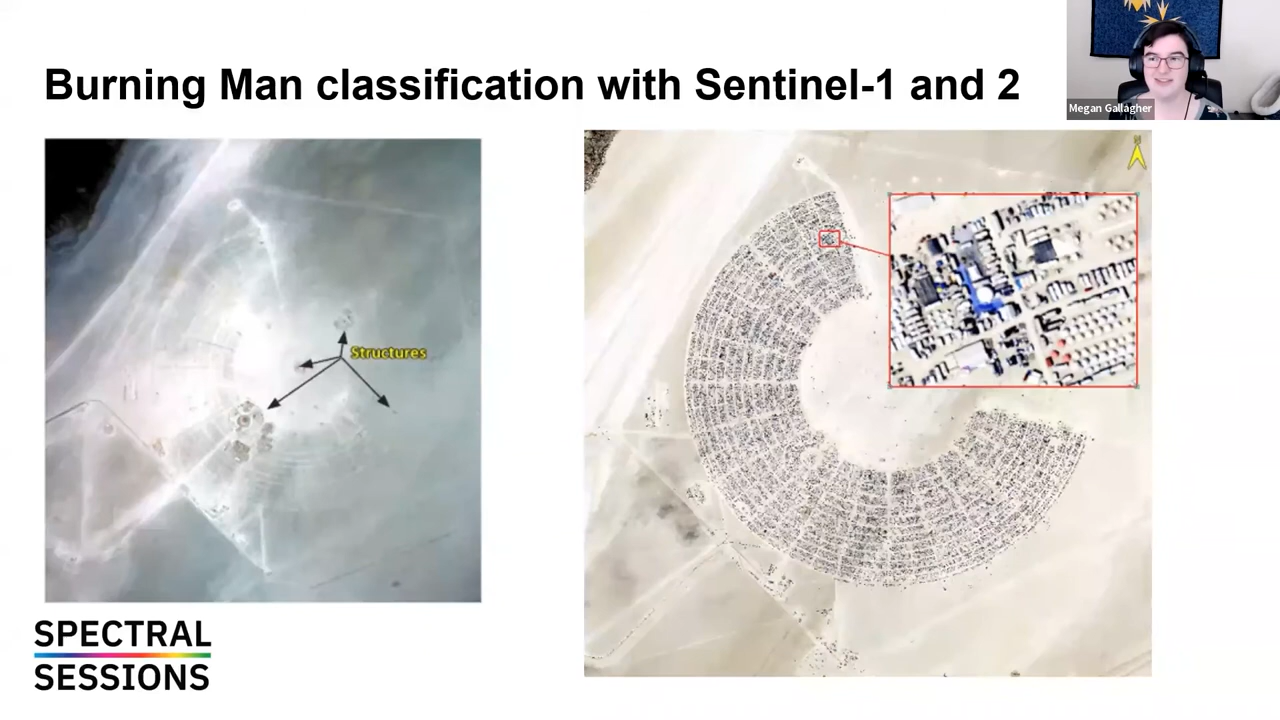 Burning Man classification with Sentinel-1 and 2
Megan Gallagher
N
Structures
SPECTRAL
SESSIONS